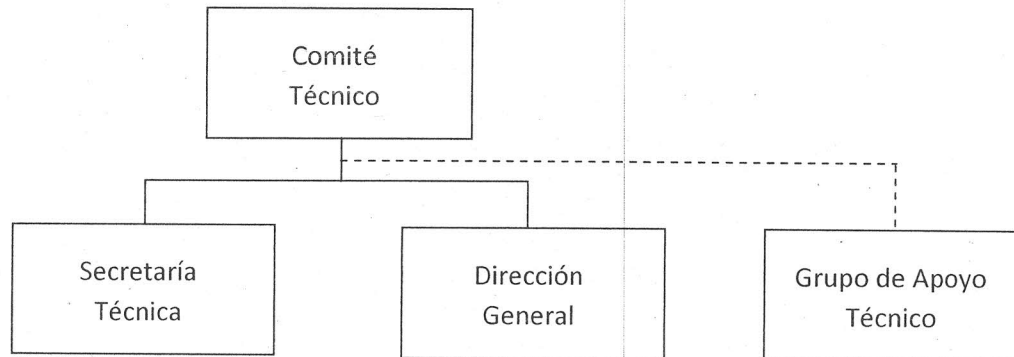 Comité
Técnico
Secretaría
Técnica
Dirección
General
Grupo de Apoyo
Técnico